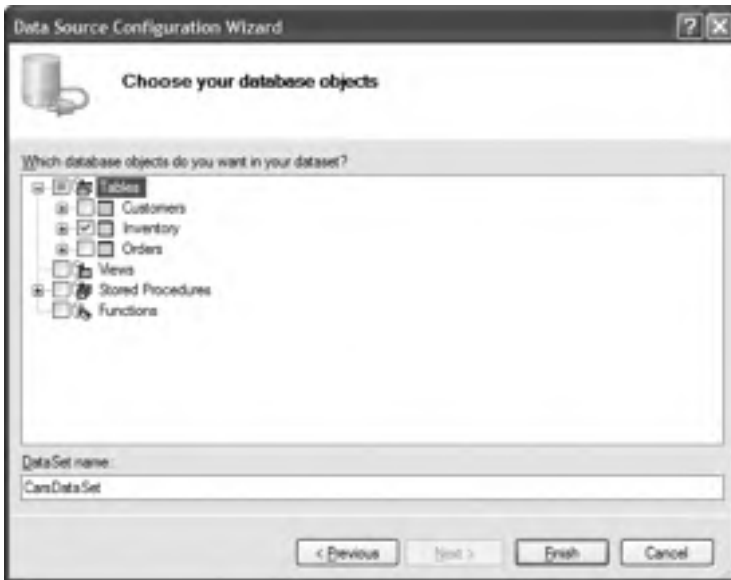 Data Source Configuration Wizard
Choose your database objects
Which database objects do you want in your dataset?
Tables
Customers
Inventory
Orders
Views
Stored Procedures
Functions
DataSet name:
CarsDataSet
< Previous
Next >
Finish
Cancel